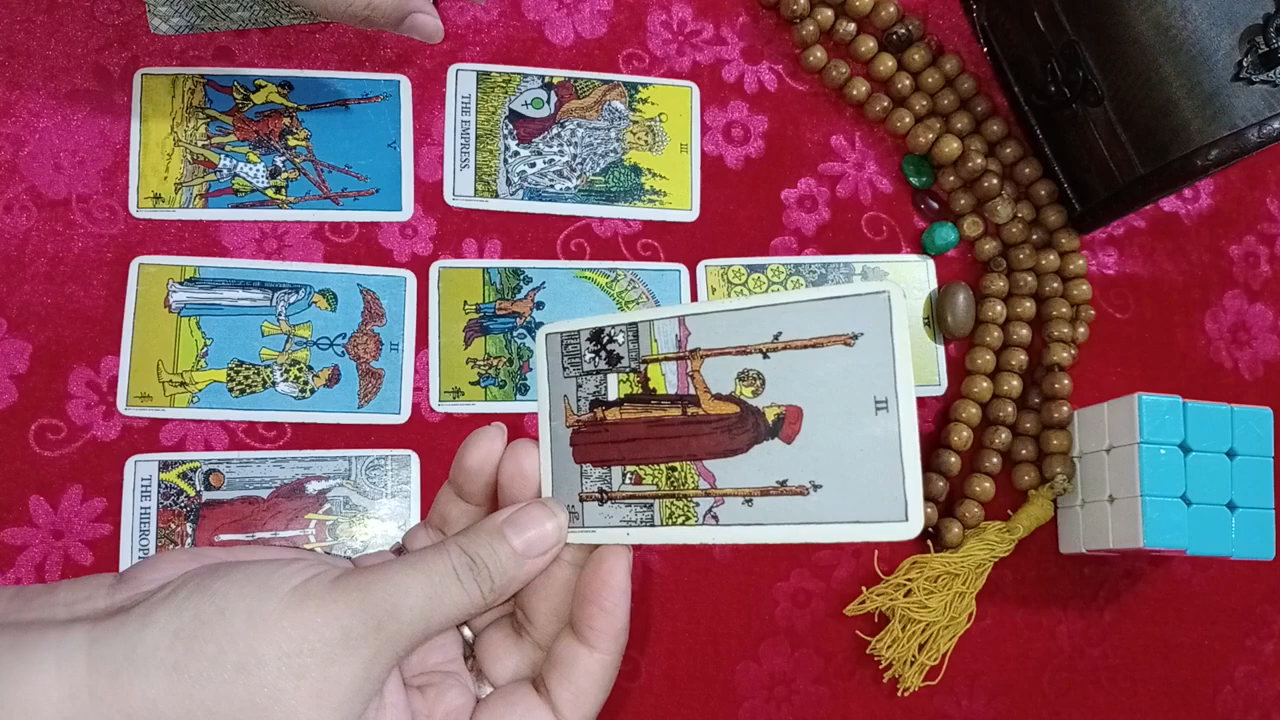 V
THE EMPRESS.
III
II
II
THE HIEROP